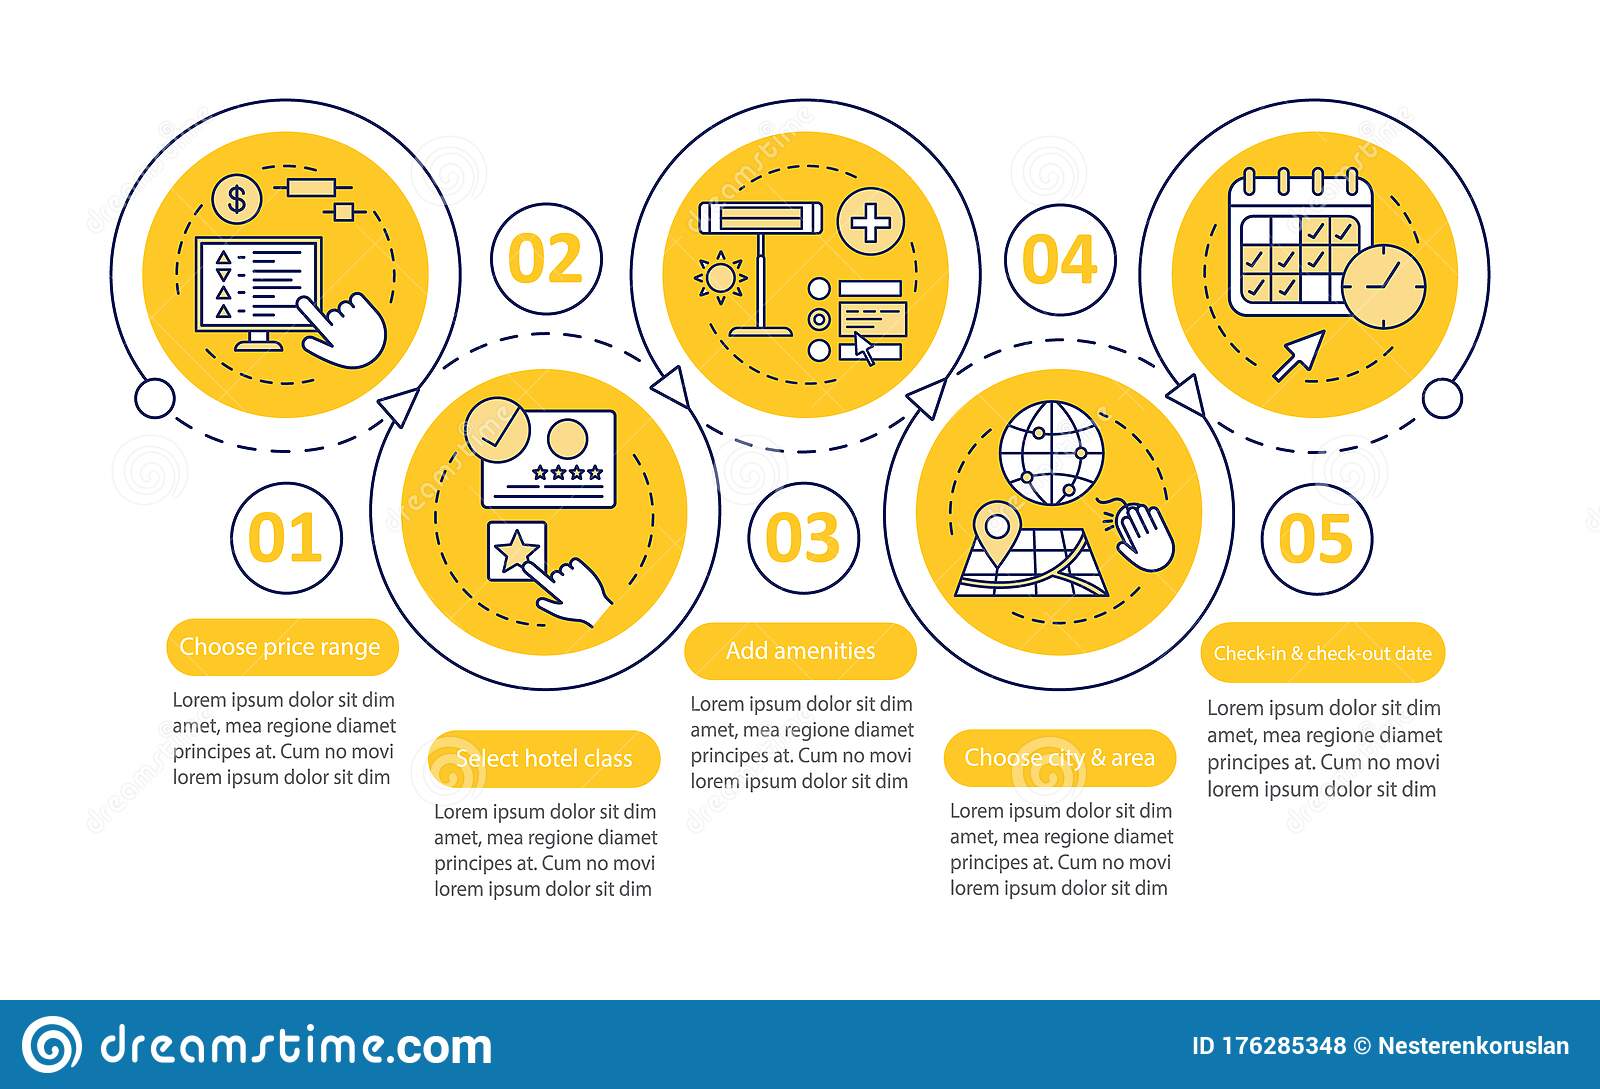 $
01
Choose price range
Lorem ipsum dolor sit dim
amet, mea regione diamet
principes at. Cum no movi
lorem ipsum dolor sit dim
02
Select hotel class
Lorem ipsum dolor sit dim
amet, mea regione diamet
principes at. Cum no movi
lorem ipsum dolor sit dim
03
Add amenities
Lorem ipsum dolor sit dim
amet, mea regione diamet
principes at. Cum no movi
lorem ipsum dolor sit dim
04
Choose city & area
Lorem ipsum dolor sit dim
amet, mea regione diamet
principes at. Cum no movi
lorem ipsum dolor sit dim
05
Check-in & check-out date
Lorem ipsum dolor sit dim
amet, mea regione diamet
principes at. Cum no movi
lorem ipsum dolor sit dim
dreamstime.com
ID 176285348 © Nesterenkoruslan